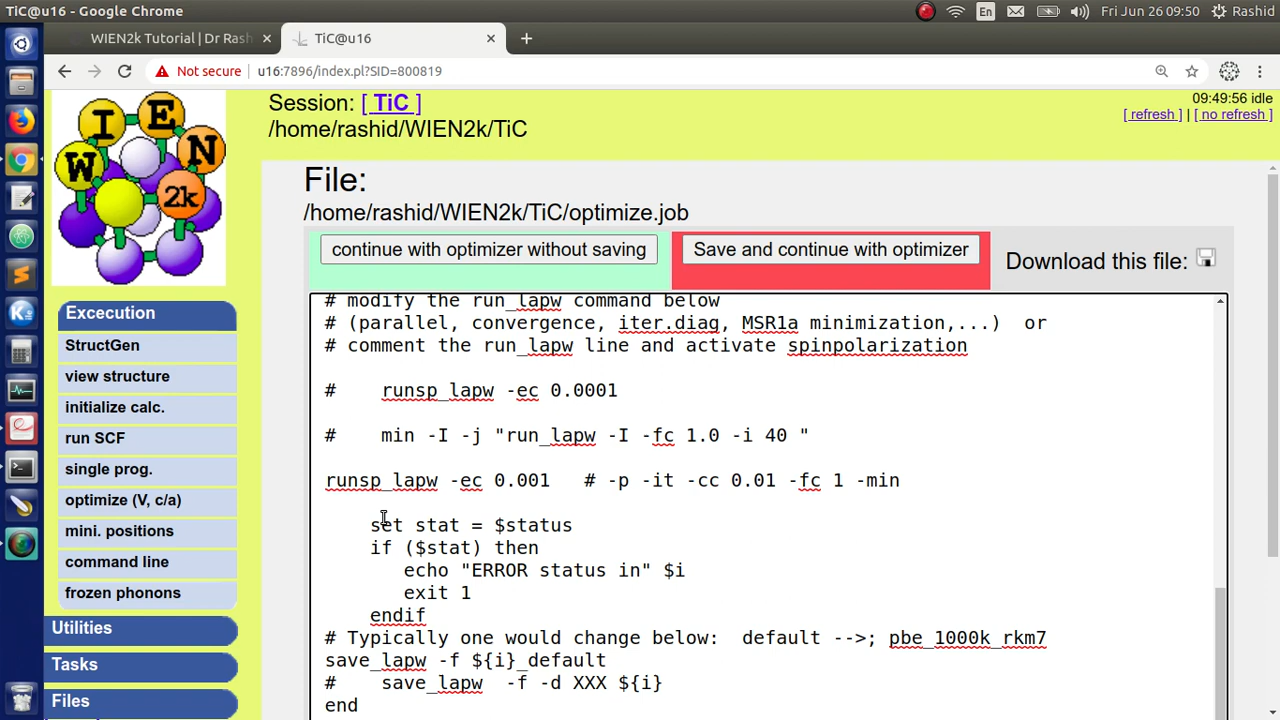 TiC@u16 - Google Chrome
En
Fri Jun 26 09:50
Rashid
WIEN2k Tutorial | Dr Rash
TiC@u16
Not secure
u16:7896/index.pl?SID=800819
W I E N 2k
Session: [ TiC ]
/home/rashid/WIEN2k/TiC
09:49:56 idle
[ refresh ] | [ no refresh ]
Excecution
StructGen
view structure
initialize calc.
run SCF
single prog.
optimize (V, c/a)
mini. positions
command line
frozen phonons
Utilities
Tasks
Files
File:
/home/rashid/WIEN2k/TiC/optimize.job
continue with optimizer without saving
Save and continue with optimizer
Download this file:
# modify the run_lapw command below
# (parallel, convergence, iter.diag, MSR1a minimization,...)  or
# comment the run_lapw line and activate spinpolarization
#    runsp_lapw -ec 0.0001
#    min -I -j "run_lapw -I -fc 1.0 -i 40 "
runsp_lapw -ec 0.001   # -p -it -cc 0.01 -fc 1 -min
    set stat = $status
    if ($stat) then
       echo "ERROR status in" $i
       exit 1
    endif
# Typically one would change below:  default -->; pbe_1000k_rkm7
save_lapw -f ${i}_default
#    save_lapw  -f -d XXX ${i}
end